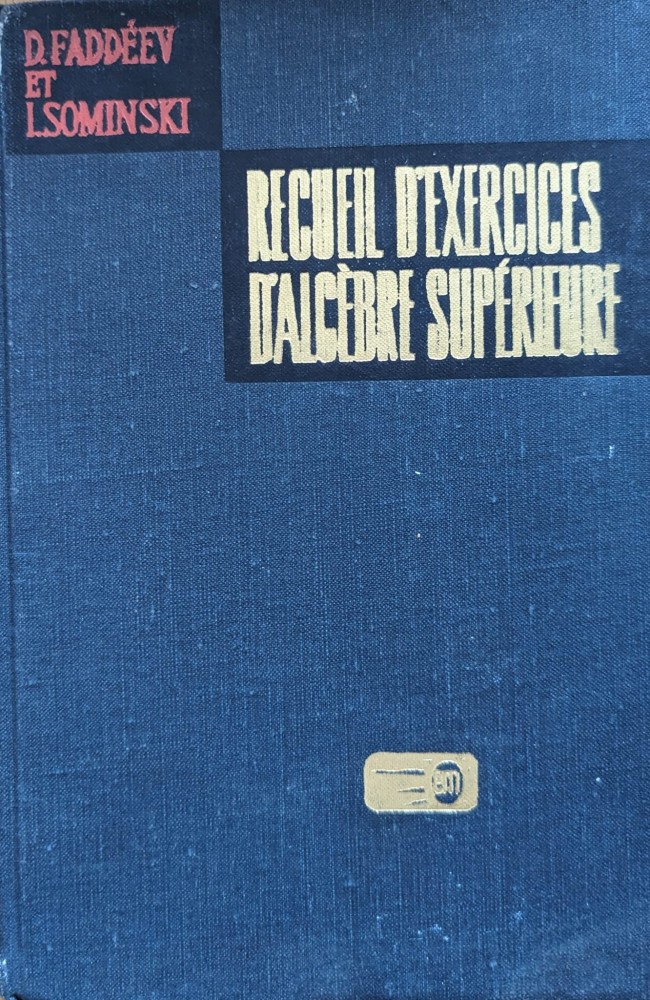 D.FADDÉEV
ET
I.SOMINSKI
RECUEIL D'EXERCICES
D'ALGÈBRE SUPÉRIEURE